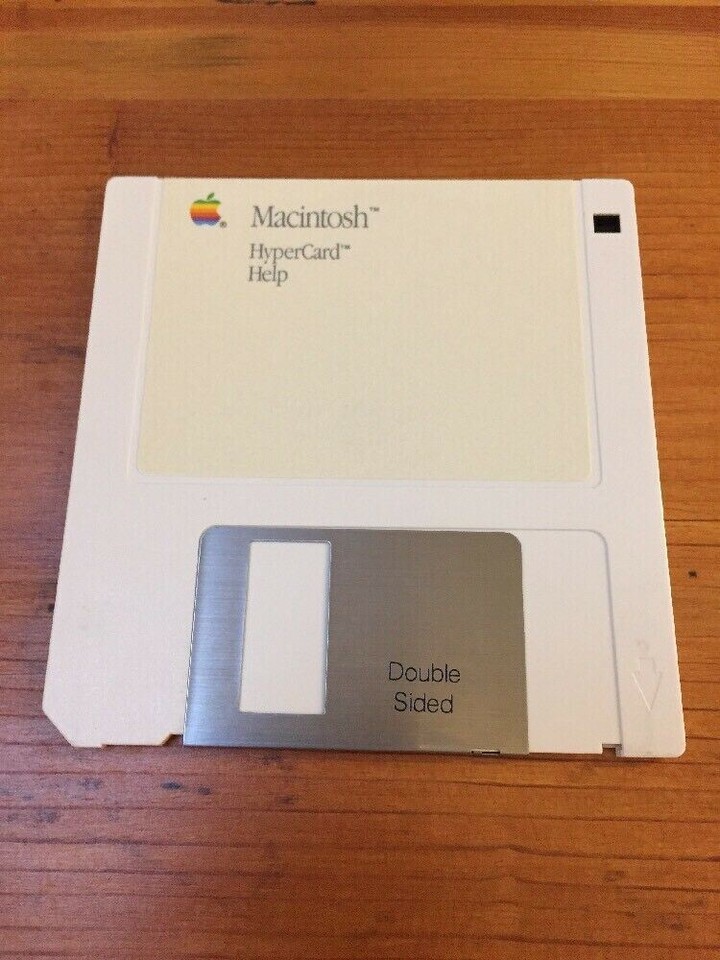 Macintosh™
HyperCard™
Help
Double
Sided